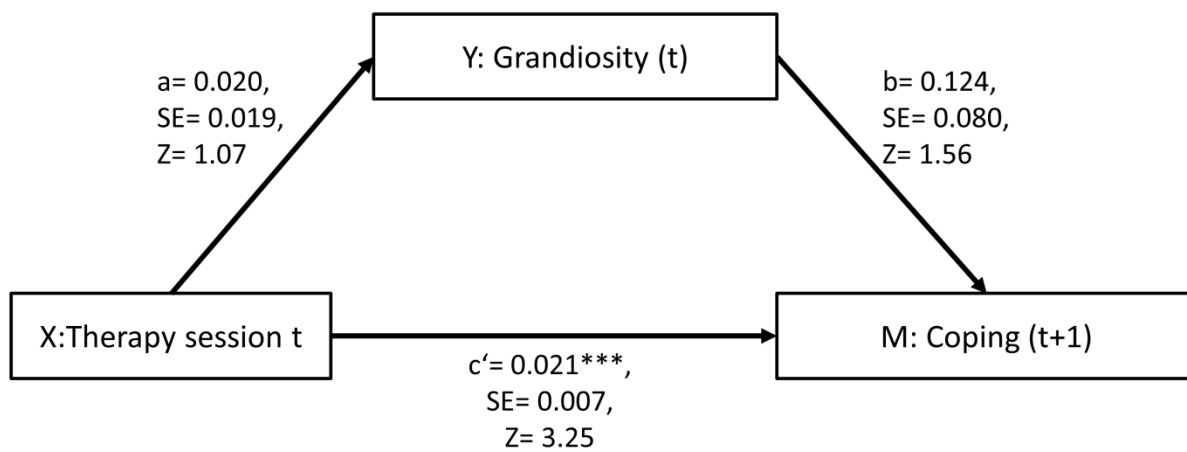 Y: Grandiosity (t)
a= 0.020,
SE= 0.019,
Z= 1.07
b= 0.124,
SE= 0.080,
Z= 1.56
X:Therapy session t
M: Coping (t+1)
c‘= 0.021***,
SE= 0.007,
Z= 3.25